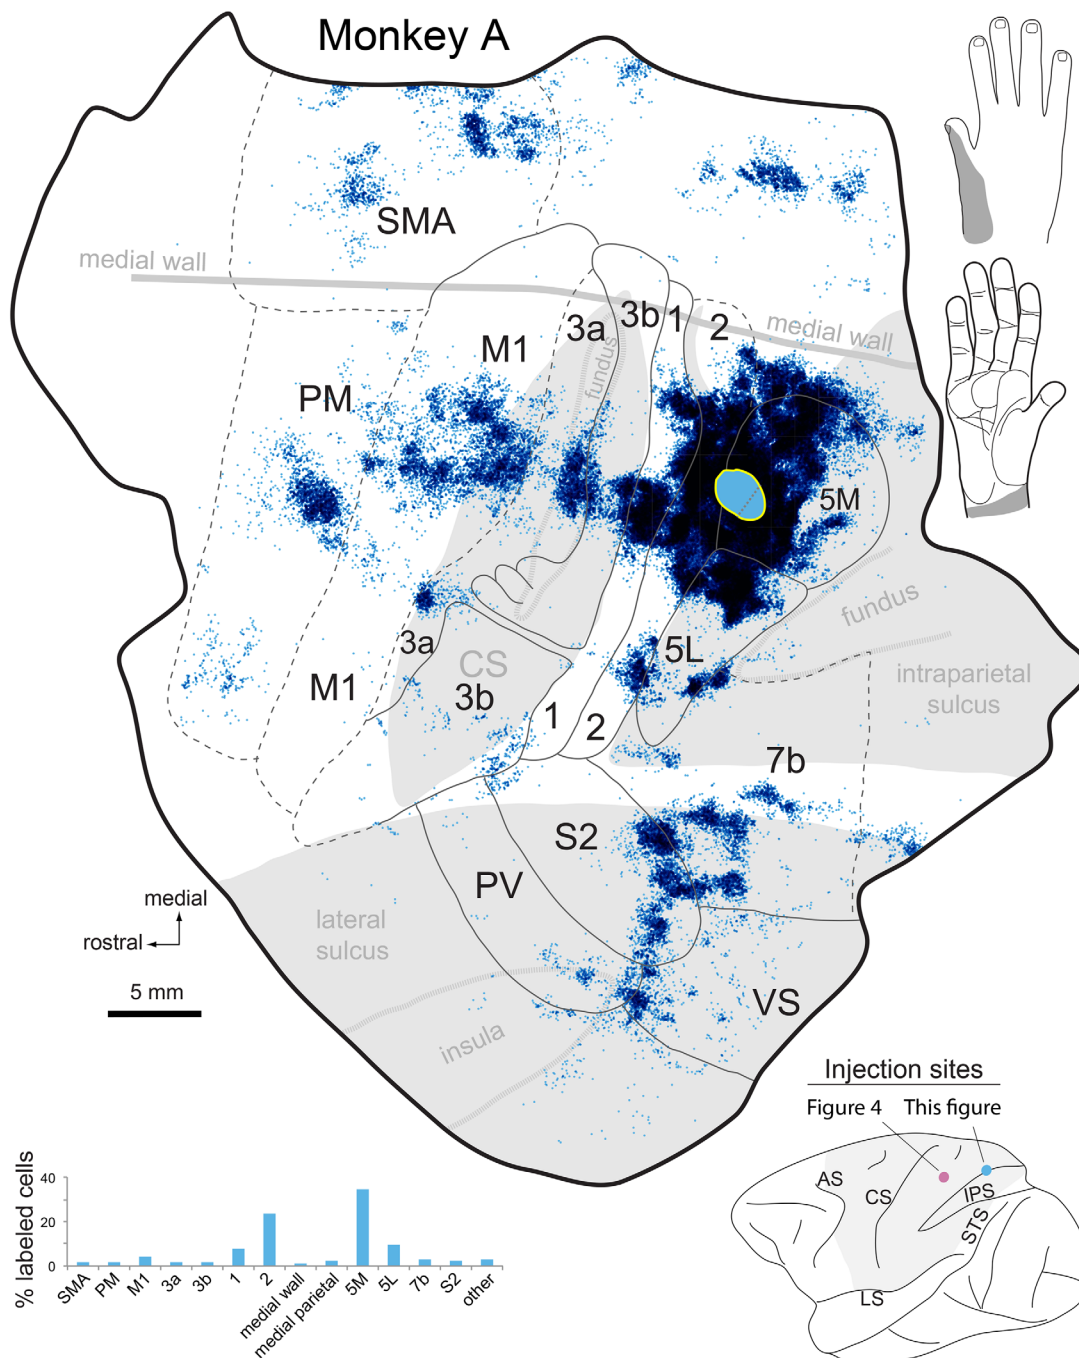 Monkey A
SMA
medial wall
3a
3b
1
2
medial wall
fundus
M1
PM
5M
fundus
3a
CS
5L
intraparietal
sulcus
M1
3b
1
2
7b
S2
PV
medial
rostral
lateral
sulcus
5 mm
VS
insula
Injection sites
Figure 4
This figure
AS
CS
IPS
STS
LS
% labeled cells
40
20
0
SMA
PM
M1
3a
3b
1
2
medial wall
medial parietal
5M
5L
7b
S2
other